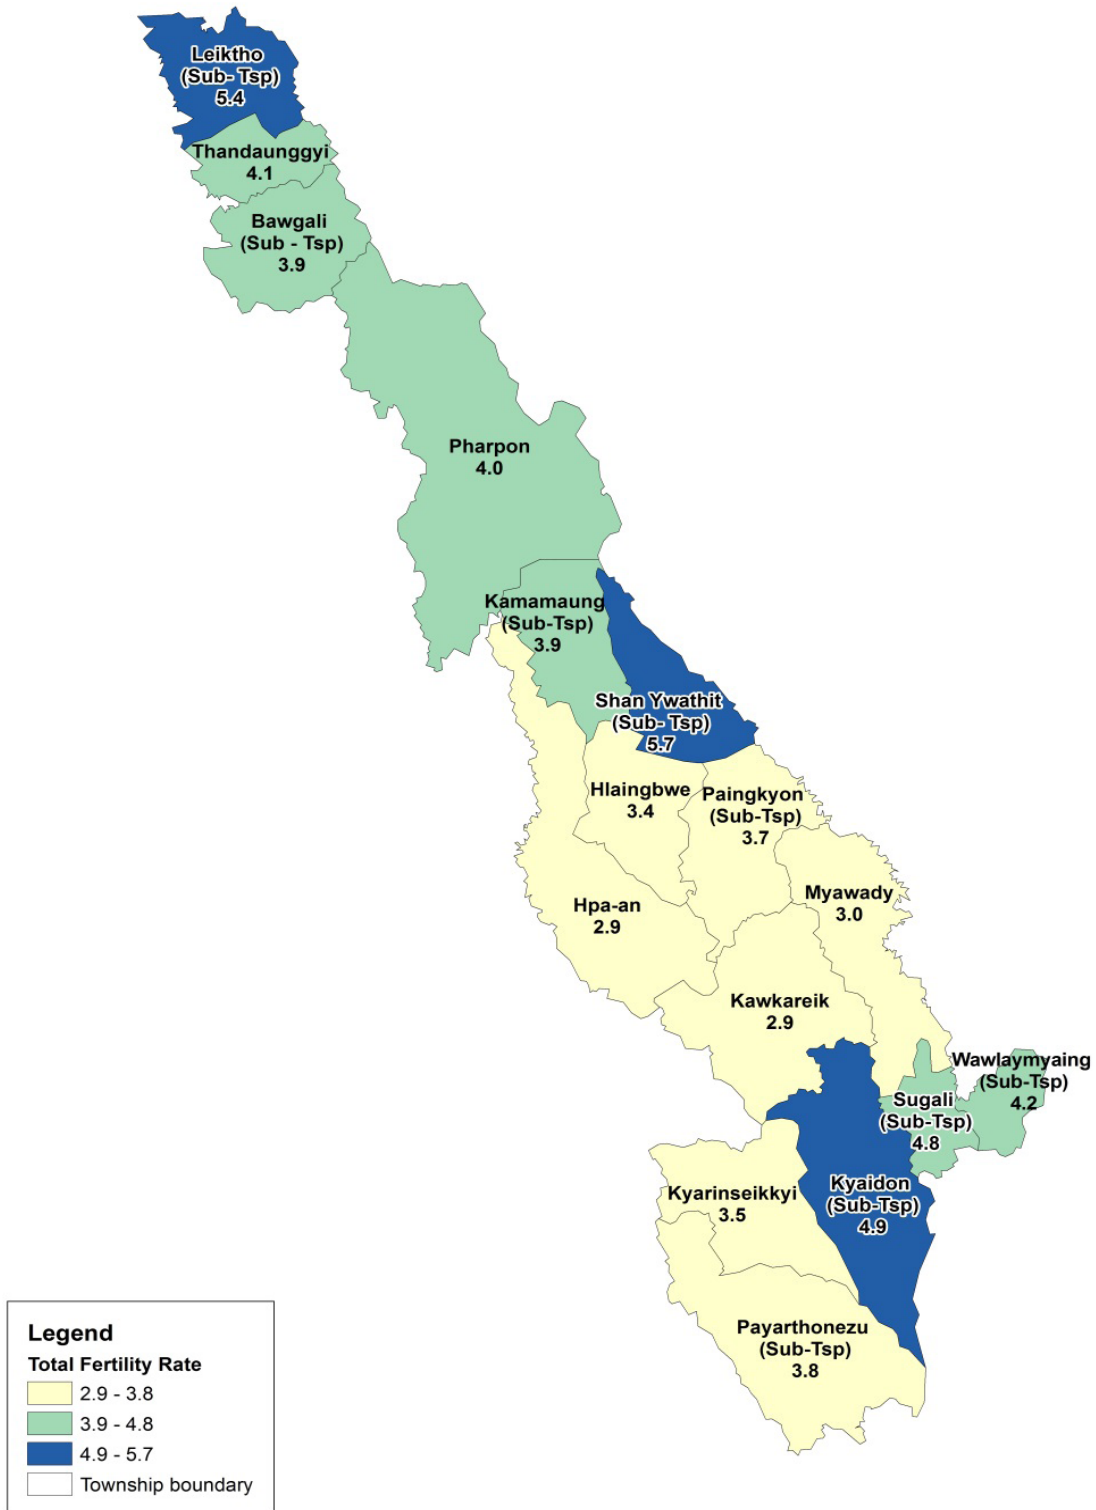 Leiktho
(Sub- Tsp)
5.4
Thandaunggyi
4.1
Bawgali
(Sub - Tsp)
3.9
Pharpon
4.0
Kamamaung
(Sub-Tsp)
3.9
Shan Ywathit
(Sub- Tsp)
5.7
Hlaingbwe
3.4
Paingkyon
(Sub-Tsp)
3.7
Myawady
3.0
Hpa-an
2.9
Kawkareik
2.9
Wawlaymyaing
(Sub-Tsp)
4.2
Sugali
(Sub-Tsp)
4.8
Kyaidon
(Sub-Tsp)
4.9
Kyarinseikkyi
3.5
Payarthonezu
(Sub-Tsp)
3.8
Legend
Total Fertility Rate
2.9 - 3.8
3.9 - 4.8
4.9 - 5.7
Township boundary